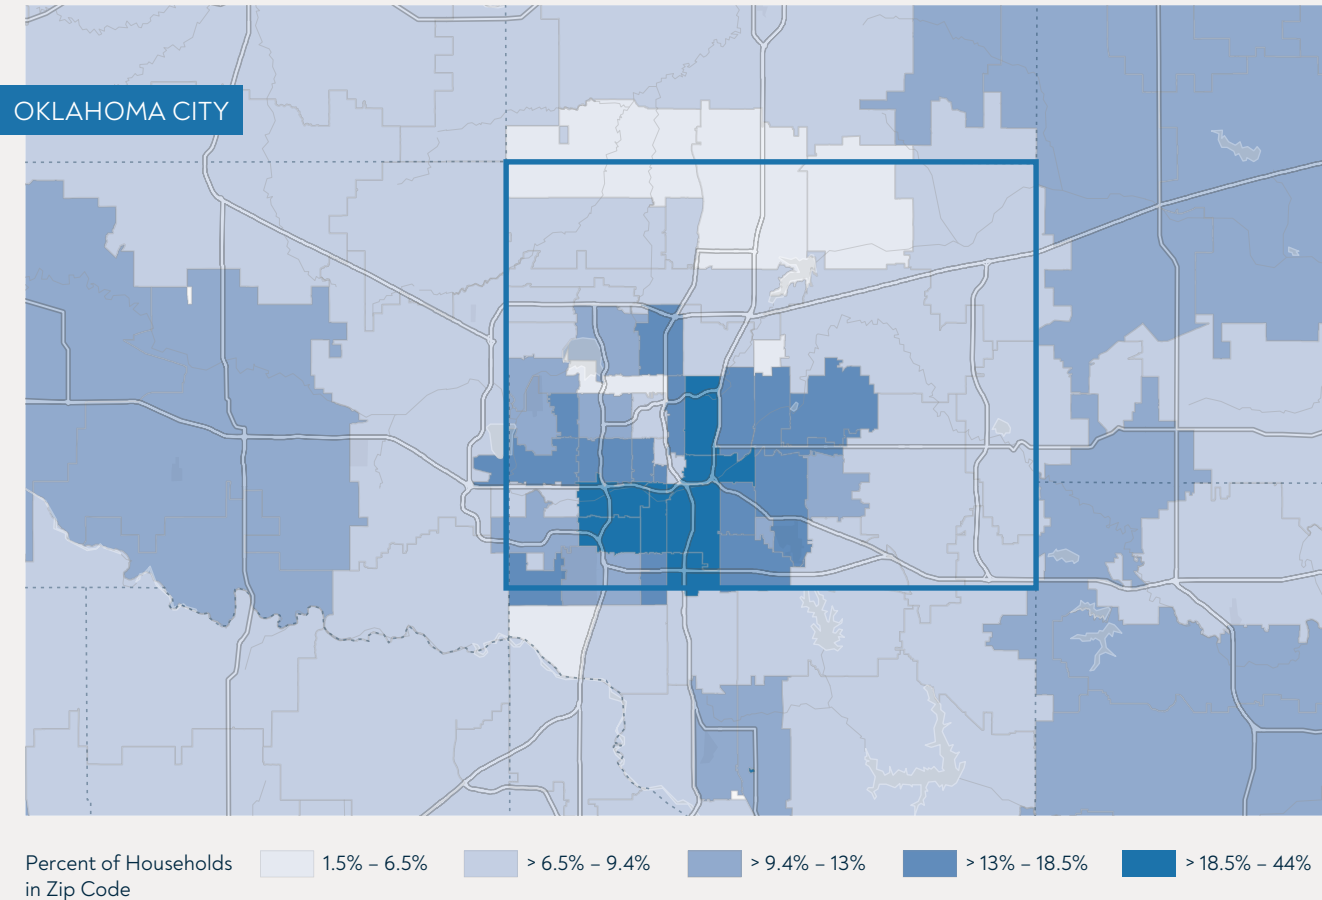 OKLAHOMA CITY
Percent of Households
in Zip Code
1.5% – 6.5%
> 6.5% – 9.4%
> 9.4% – 13%
> 13% – 18.5%
> 18.5% – 44%